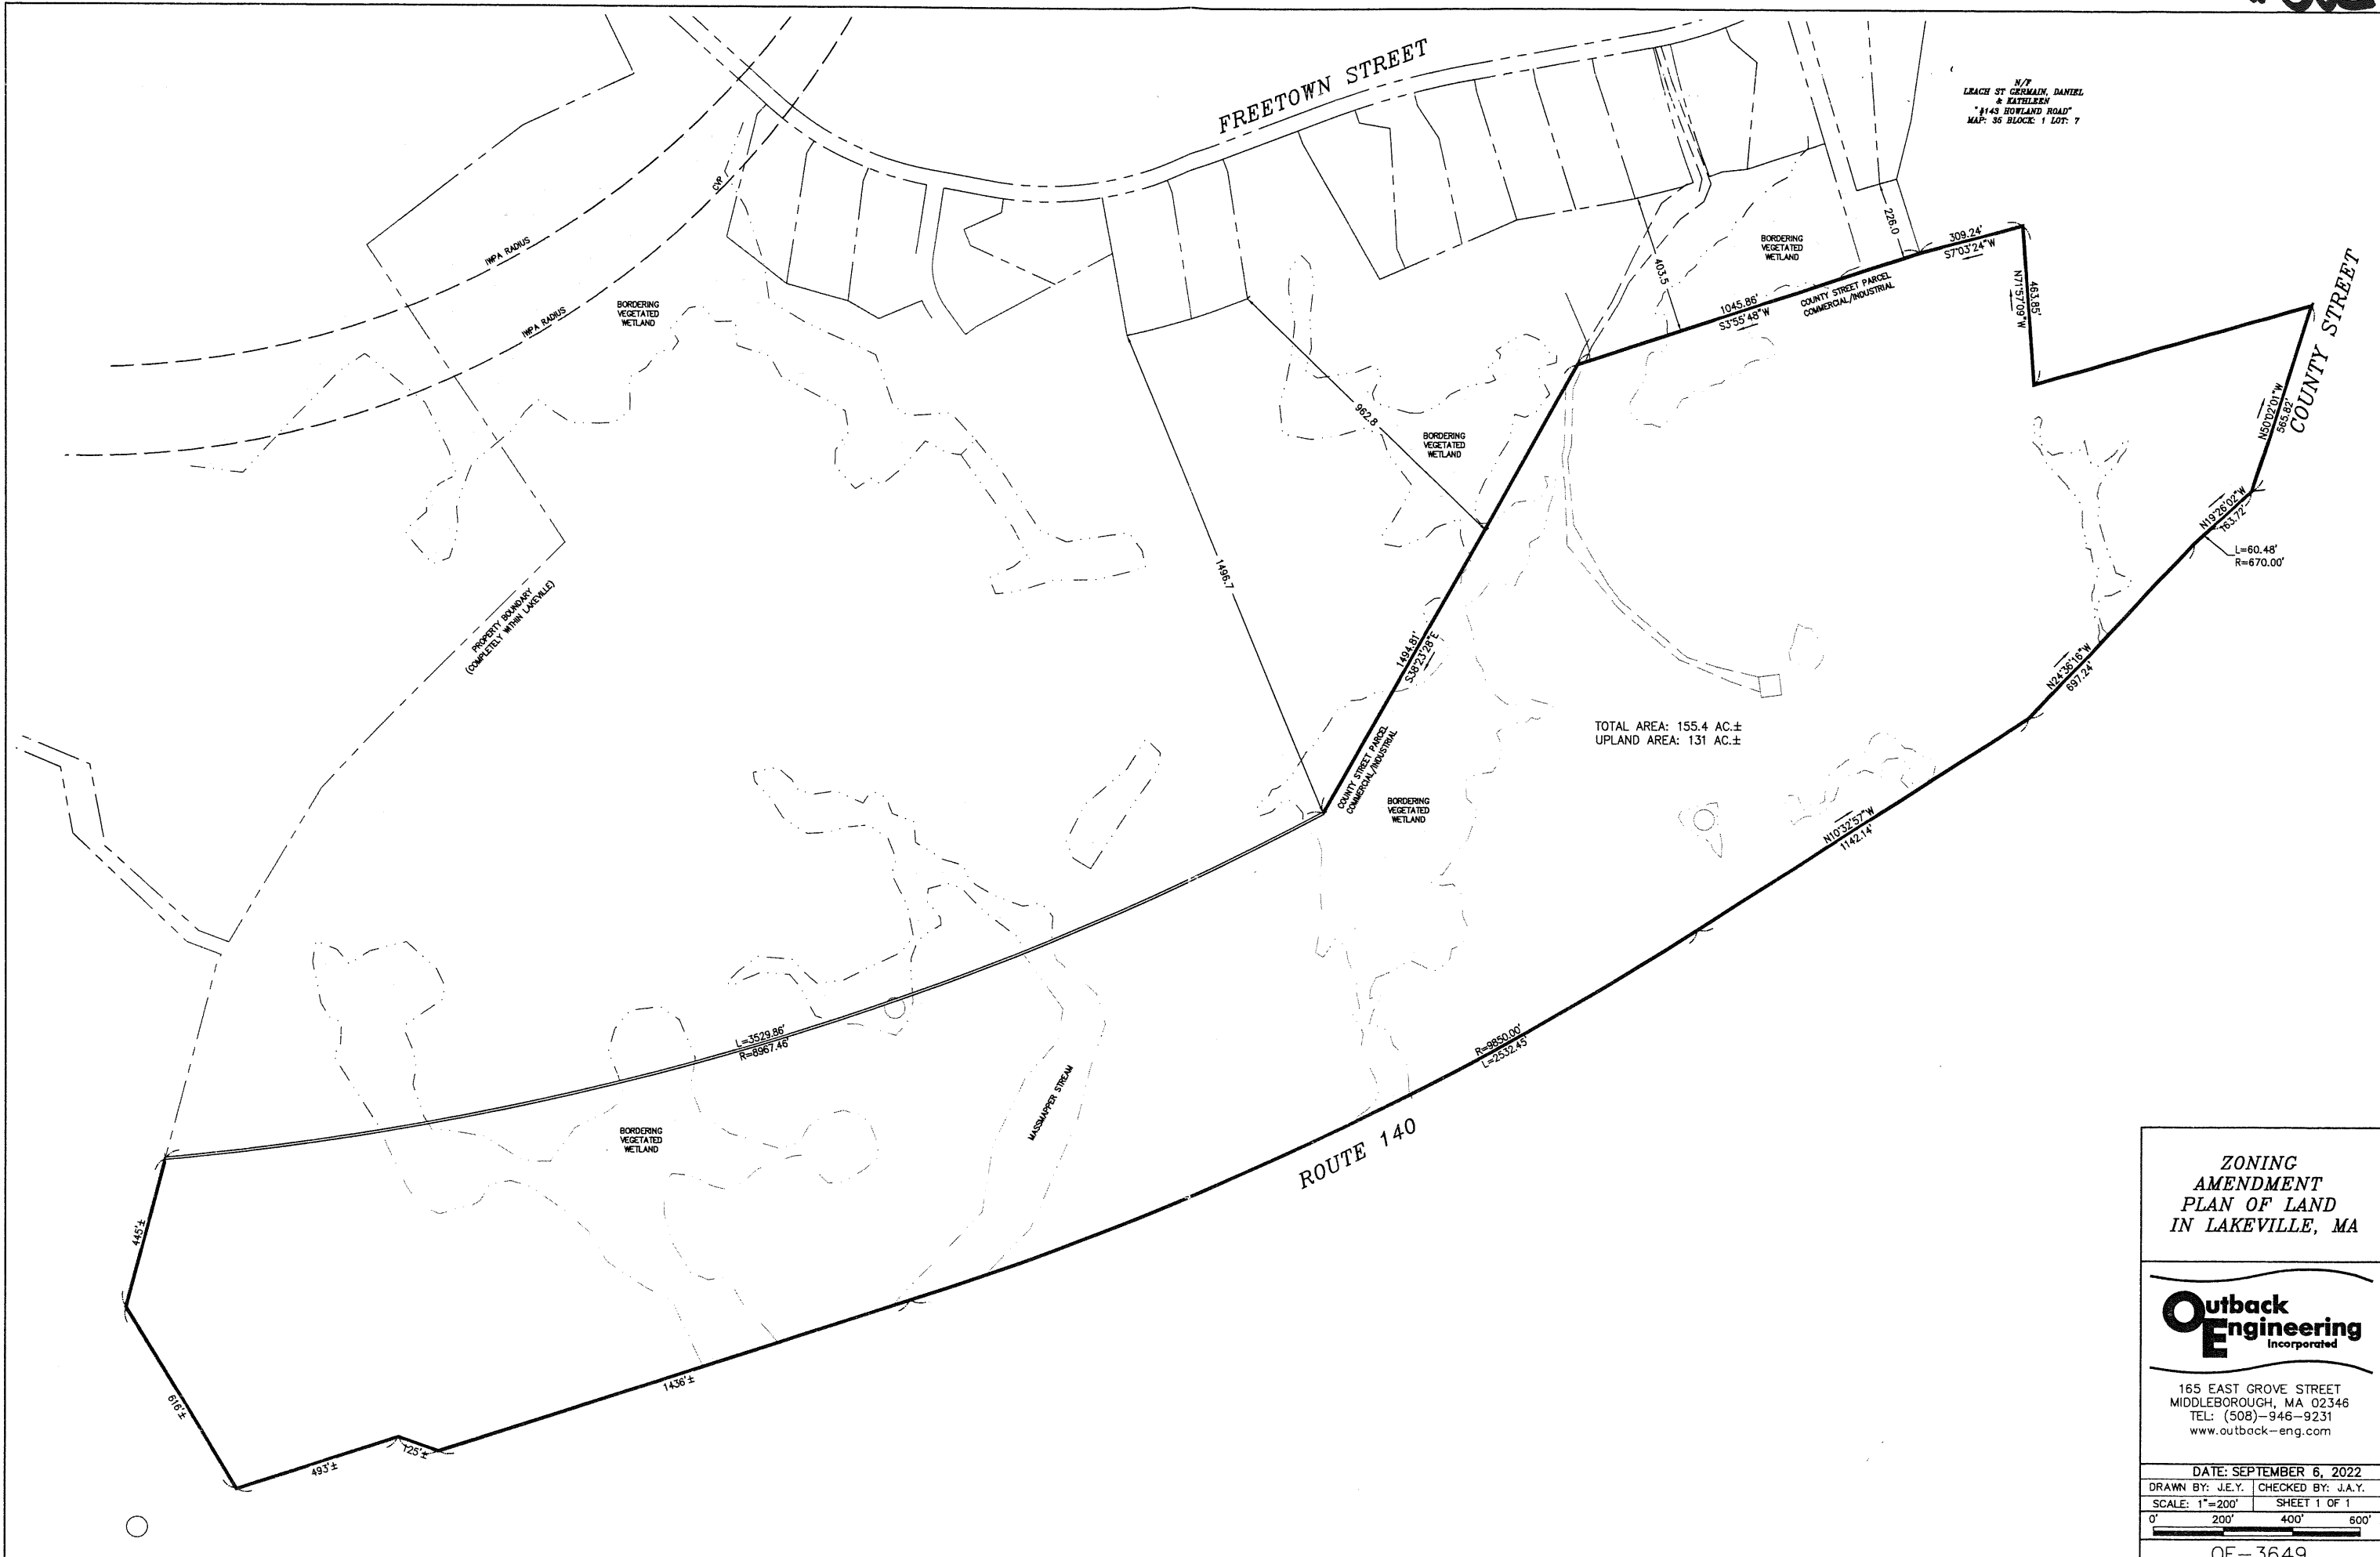 FREETOWN STREET
N/F
LEACH ST GERMAIN, DANIEL
& KATHLEEN
"#143 HOWLAND ROAD"
MAP: 35 BLOCK: 1 LOT: 7
CVP
IWPA RADIUS
IWPA RADIUS
BORDERING
VEGETATED
WETLAND
BORDERING
VEGETATED
WETLAND
226.0
309.24'
S7°03'24"W
403.5
1045.86'
S3°55'48"W
COUNTY STREET PARCEL
COMMERCIAL/INDUSTRIAL
463.85'
N71°57'09"W
COUNTY STREET
N50°02'01"W
565.82'
962.8
BORDERING
VEGETATED
WETLAND
N19°26'02"W
163.72'
L=60.48'
R=670.00'
1496.7
PROPERTY BOUNDARY
(COMPLETELY WITHIN LAKEVILLE)
1494.81'
S38°23'28"E
N24°36'16"W
697.24'
TOTAL AREA: 155.4 AC.±
UPLAND AREA: 131 AC.±
COUNTY STREET PARCEL
COMMERCIAL/INDUSTRIAL
BORDERING
VEGETATED
WETLAND
N10°32'57"W
1142.14'
L=3529.86'
R=8967.46'
R=9850.00'
L=2532.45'
MASSMAPPER STREAM
BORDERING
VEGETATED
WETLAND
ROUTE 140
445'±
616'±
493'±
125'±
1436'±
ZONING
AMENDMENT
PLAN OF LAND
IN LAKEVILLE, MA
Outback
Engineering
Incorporated
165 EAST GROVE STREET
MIDDLEBOROUGH, MA 02346
TEL: (508)-946-9231
www.outback-eng.com
DATE: SEPTEMBER 6, 2022
DRAWN BY: J.E.Y. CHECKED BY: J.A.Y.
SCALE: 1"=200' SHEET 1 OF 1
0' 200' 400' 600'
OE-3649